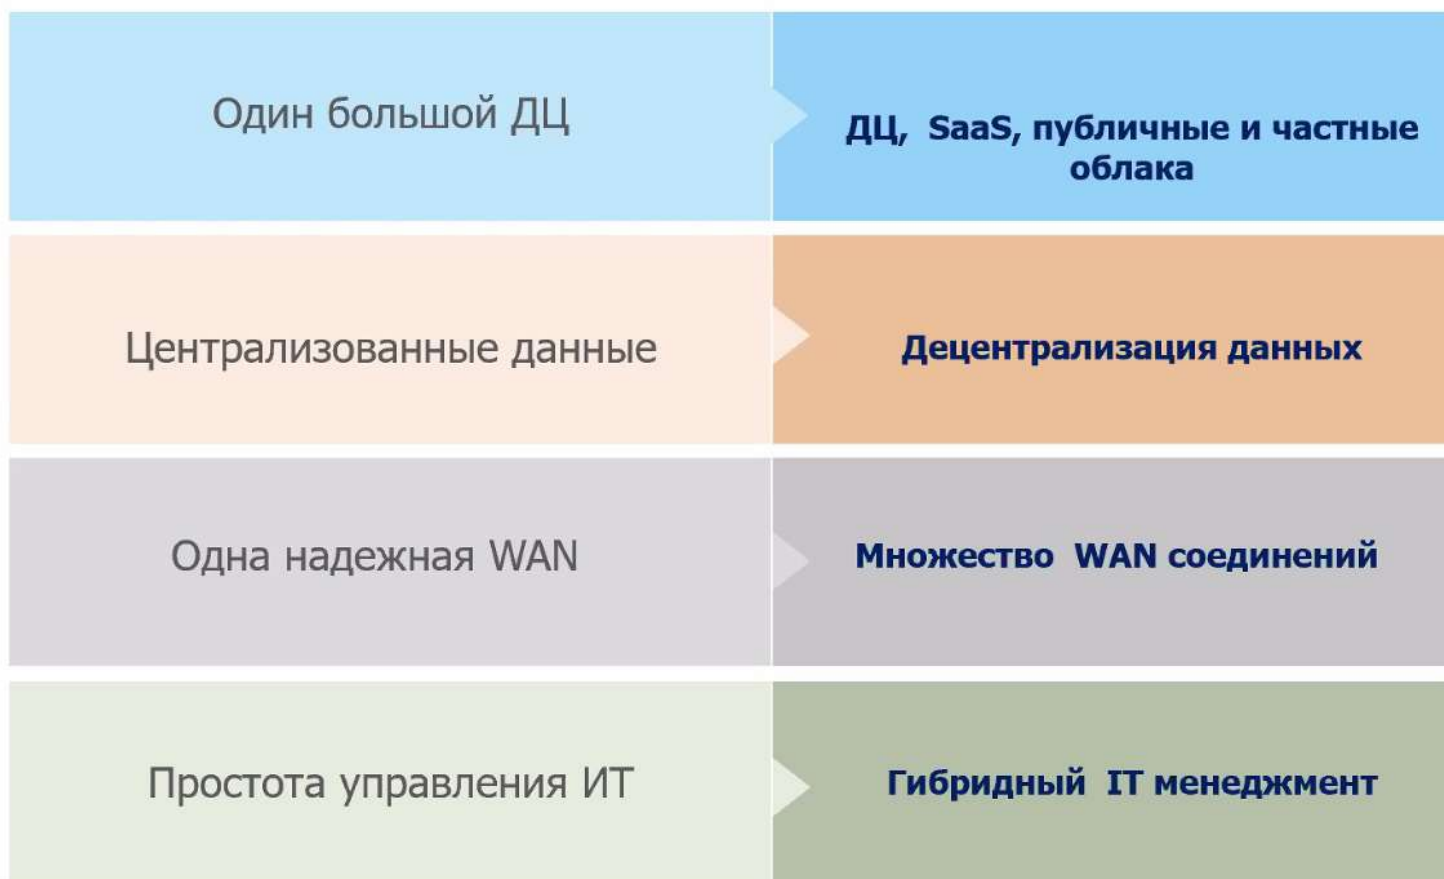 Один большой ДЦ
ДЦ, SaaS, публичные и частные
облака
Централизованные данные
Децентрализация данных
Одна надежная WAN
Множество WAN соединений
Простота управления ИТ
Гибридный IT менеджмент